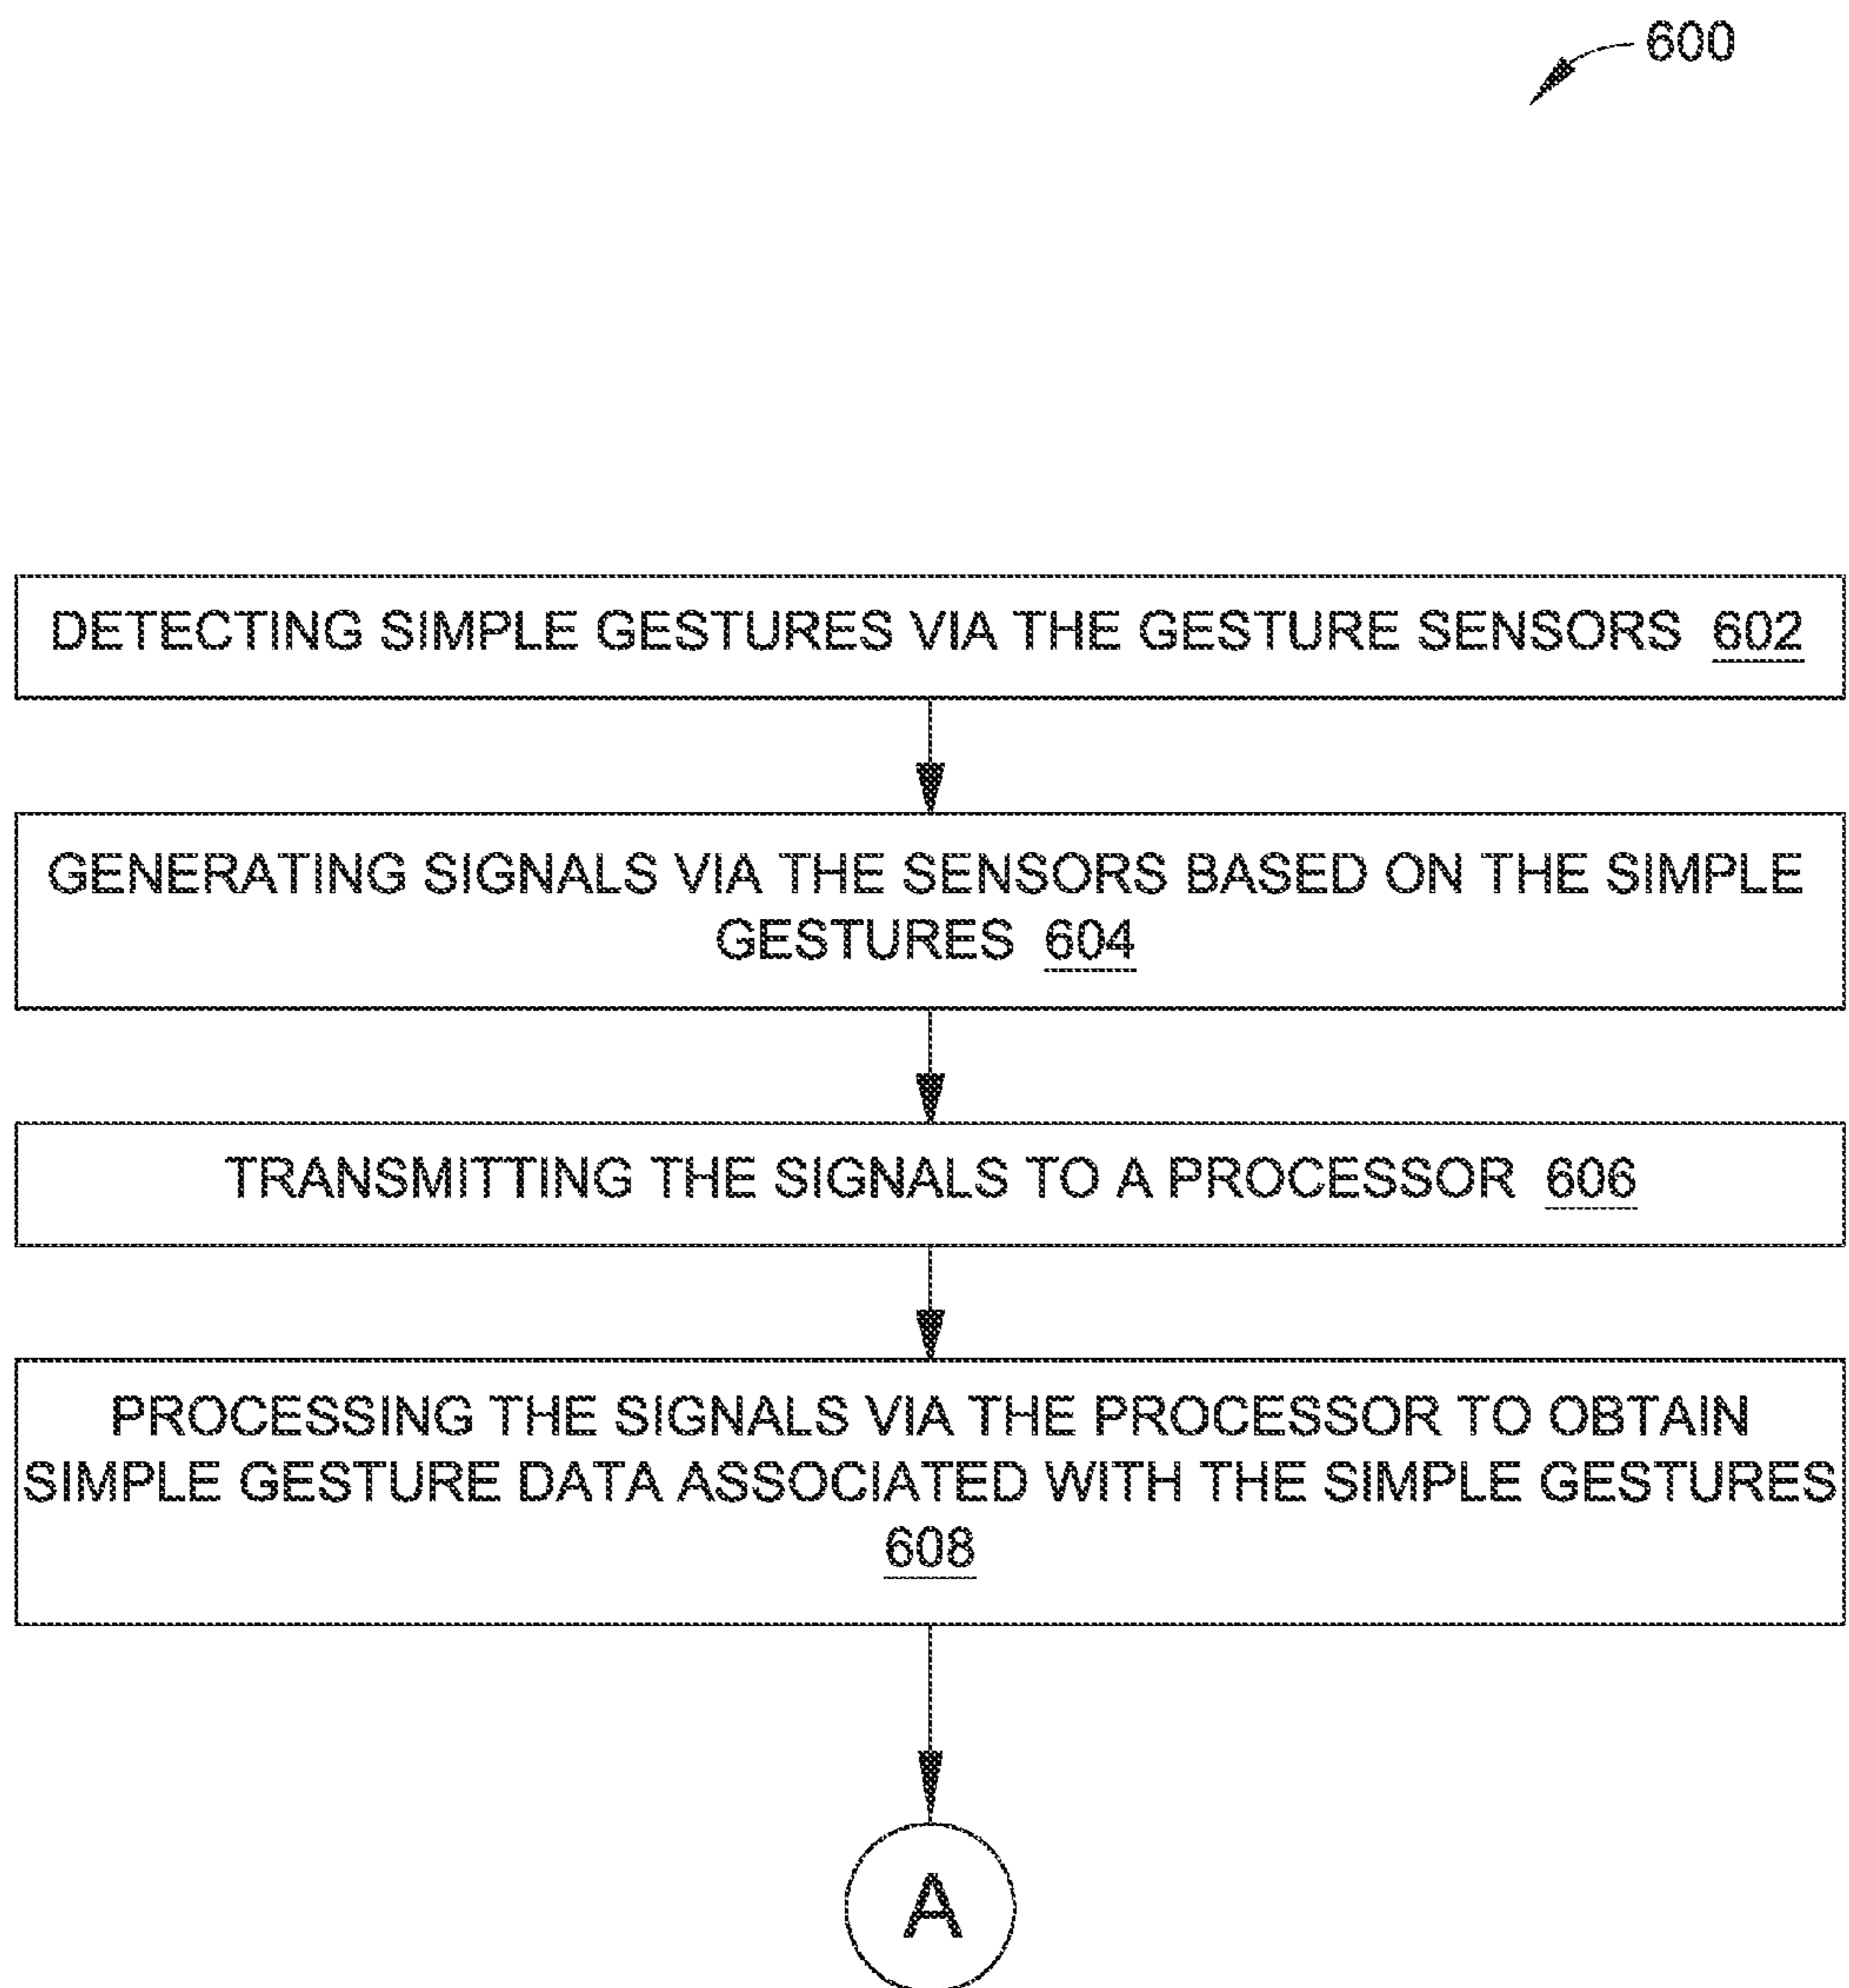 600
DETECTING SIMPLE GESTURES VIA THE GESTURE SENSORS 602
GENERATING SIGNALS VIA THE SENSORS BASED ON THE SIMPLE
GESTURES 604
TRANSMITTING THE SIGNALS TO A PROCESSOR 606
PROCESSING THE SIGNALS VIA THE PROCESSOR TO OBTAIN
SIMPLE GESTURE DATA ASSOCIATED WITH THE SIMPLE GESTURES
608
A